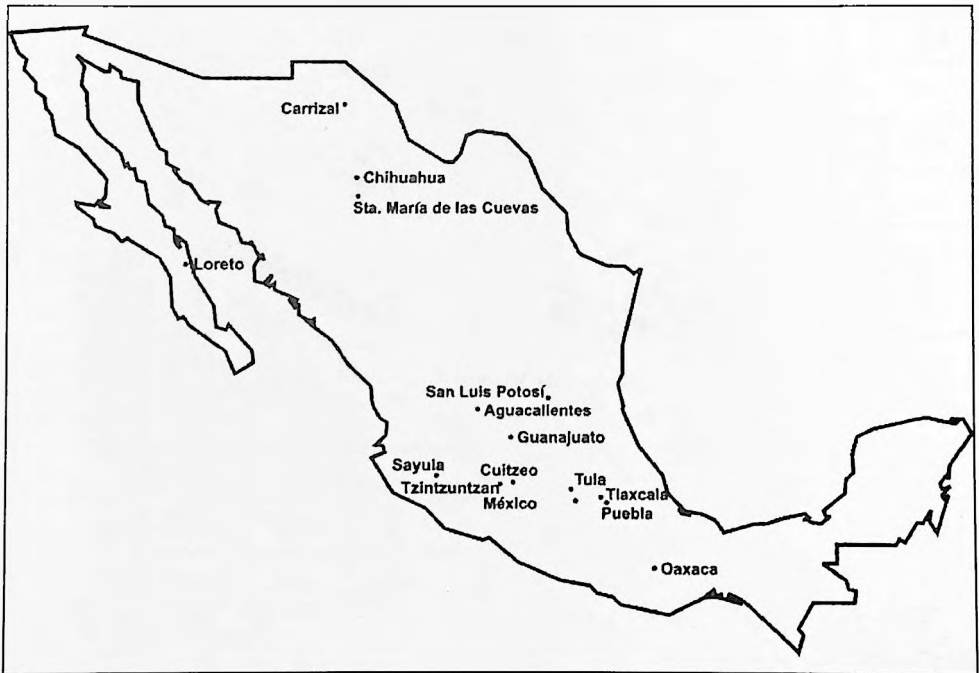 Carrizal
Chihuahua
Sta. María de las Cuevas
Loreto
San Luis Potosí
Aguacalientes
Guanajuato
Sayula
Cuitzeo
Tula
Tzintzuntzan
Tlaxcala
México
Puebla
Oaxaca